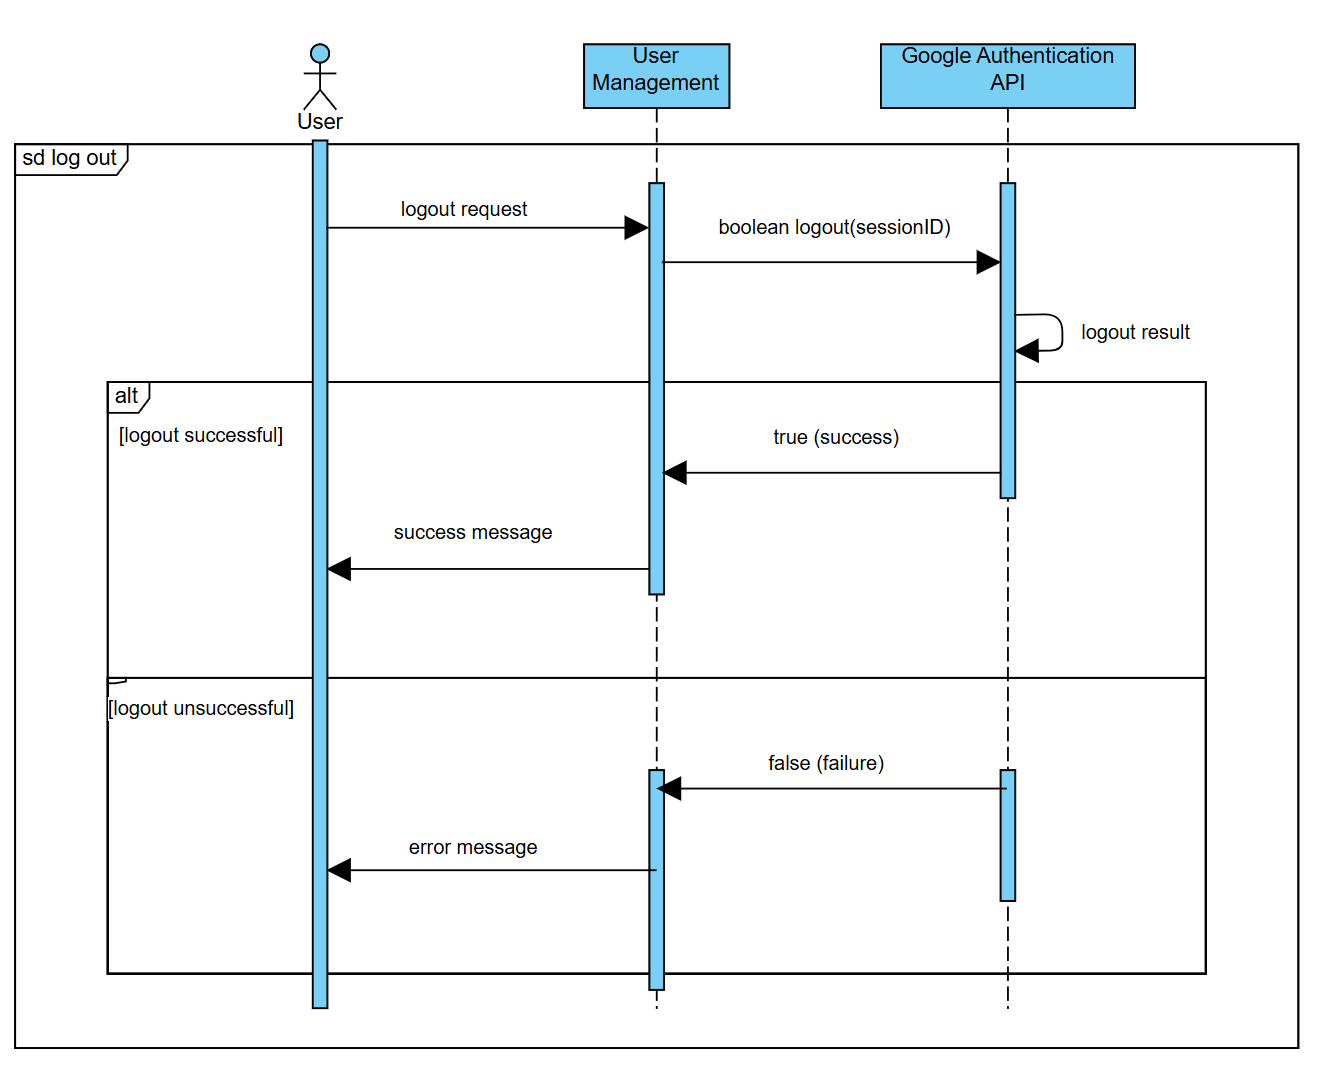 User
Management
Google Authentication
API
User
sd log out
logout request
boolean logout(sessionID)
logout result
alt
[logout successful]
true (success)
success message
[logout unsuccessful]
false (failure)
error message